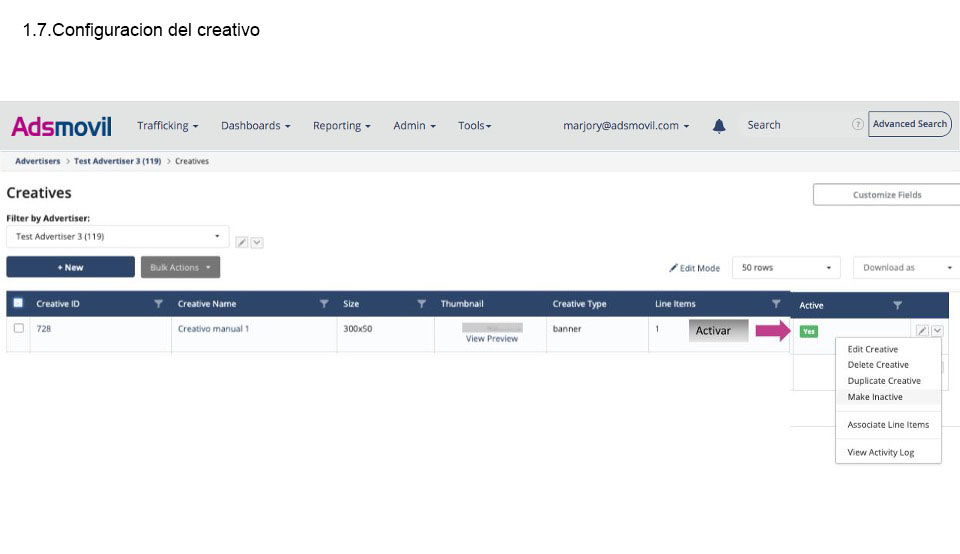 1.7.Configuracion del creativo
Adsmovil Trafficking Dashboards Reporting Admin Tools marjory@adsmovil.com Search ? Advanced Search
Advertisers > Test Advertiser 3 (119) > Creatives
Creatives
Customize Fields
Filter by Advertiser:
Test Advertiser 3 (119)
+ New Bulk Actions Edit Mode 50 rows Download as
Creative ID Creative Name Size Thumbnail Creative Type Line Items Active
728 Creativo manual 1 300x50 View Preview banner 1 Activar Yes
Edit Creative
Delete Creative
Duplicate Creative
Make Inactive
Associate Line Items
View Activity Log